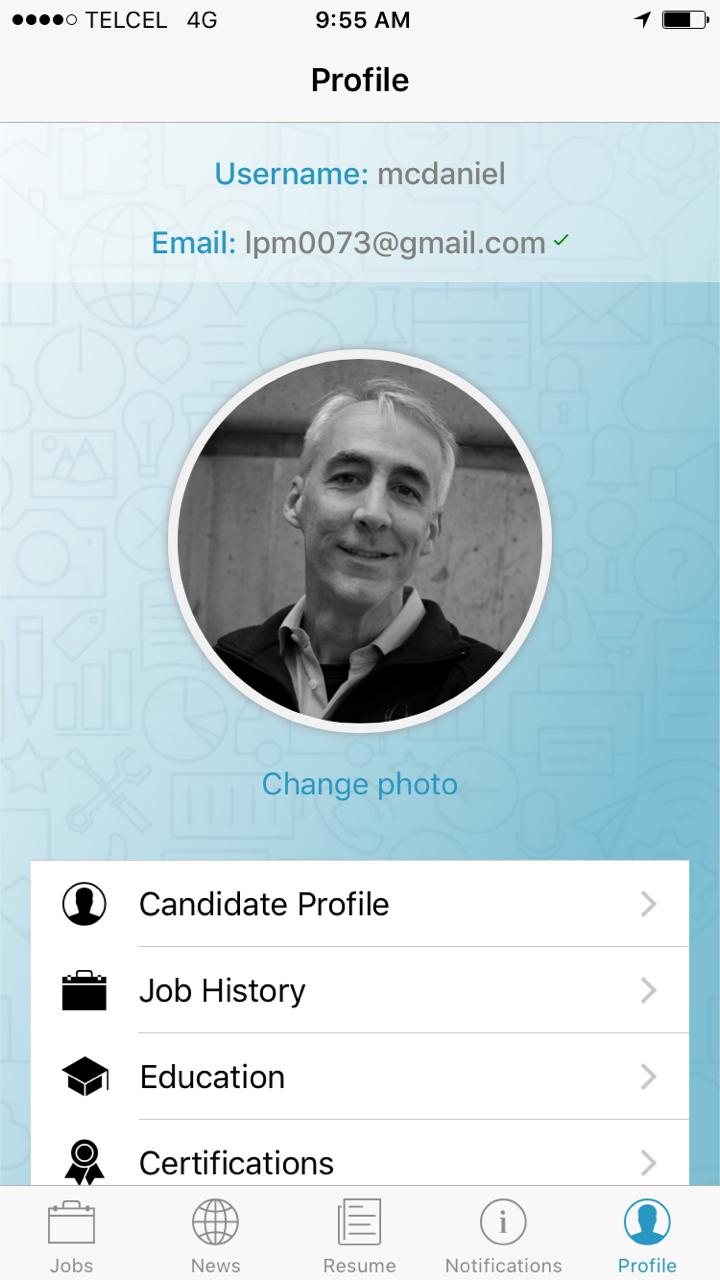 TELCEL 4G 9:55 AM
Profile
Username: mcdaniel
Email: lpm0073@gmail.com
Change photo
Candidate Profile
Job History
Education
Certifications
Jobs News Resume Notifications Profile